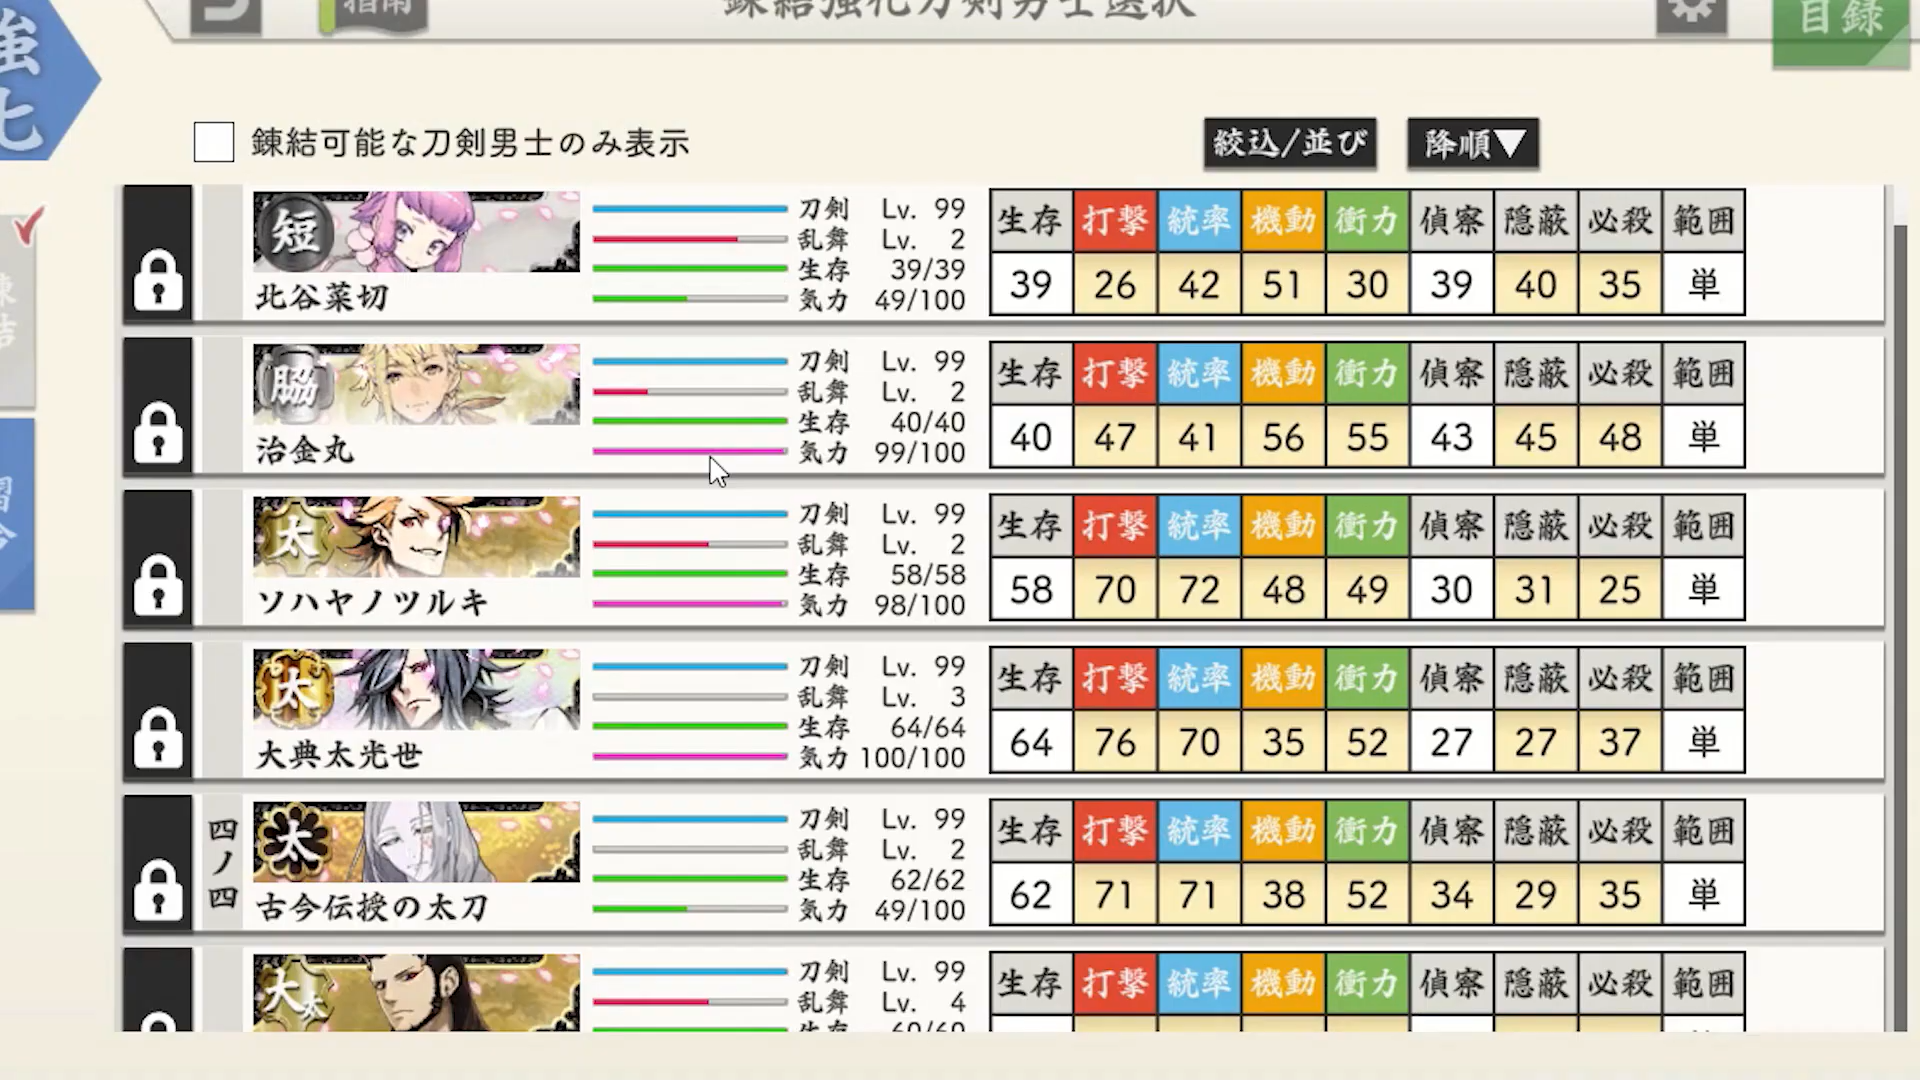 指南
錬結強化刀剣男士選択
目録
強化
錬結可能な刀剣男士のみ表示
絞込/並び
降順▼
短
北谷菜切
刀剣 Lv. 99
乱舞 Lv. 2
生存 39/39
気力 49/100
生存 打撃 統率 機動 衝力 偵察 隠蔽 必殺 範囲
39 26 42 51 30 39 40 35 単
脇
治金丸
刀剣 Lv. 99
乱舞 Lv. 2
生存 40/40
気力 99/100
生存 打撃 統率 機動 衝力 偵察 隠蔽 必殺 範囲
40 47 41 56 55 43 45 48 単
太
ソハヤノツルキ
刀剣 Lv. 99
乱舞 Lv. 2
生存 58/58
気力 98/100
生存 打撃 統率 機動 衝力 偵察 隠蔽 必殺 範囲
58 70 72 48 49 30 31 25 単
太
大典太光世
刀剣 Lv. 99
乱舞 Lv. 3
生存 64/64
気力 100/100
生存 打撃 統率 機動 衝力 偵察 隠蔽 必殺 範囲
64 76 70 35 52 27 27 37 単
四ノ四
太
古今伝授の太刀
刀剣 Lv. 99
乱舞 Lv. 2
生存 62/62
気力 49/100
生存 打撃 統率 機動 衝力 偵察 隠蔽 必殺 範囲
62 71 71 38 52 34 29 35 単
大太
刀剣 Lv. 99
乱舞 Lv. 4
生存 打撃 統率 機動 衝力 偵察 隠蔽 必殺 範囲